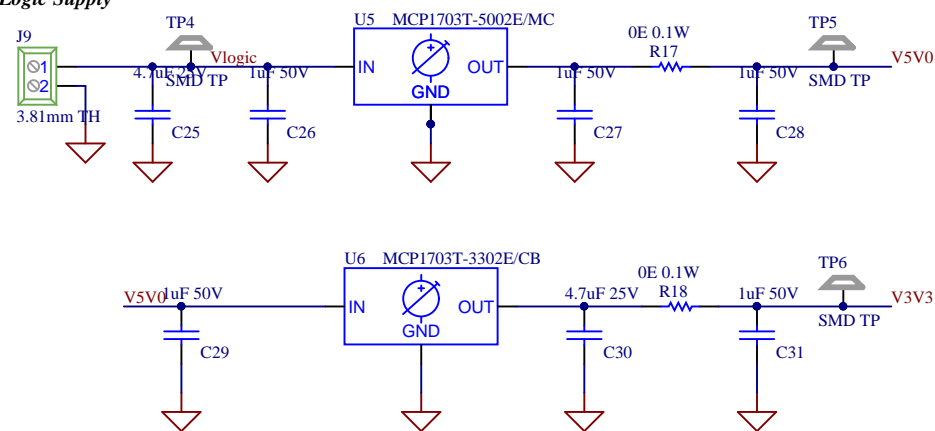 Logic Supply
J9
1
2
3.81mm TH
TP4
SMD TP
Vlogic
4.7uF 25V
C25
1uF 50V
C26
U5 MCP1703T-5002E/MC
IN
OUT
GND
1uF 50V
C27
0E 0.1W
R17
1uF 50V
C28
TP5
SMD TP
V5V0
V5V0
1uF 50V
C29
U6 MCP1703T-3302E/CB
IN
OUT
GND
4.7uF 25V
C30
0E 0.1W
R18
1uF 50V
C31
TP6
SMD TP
V3V3